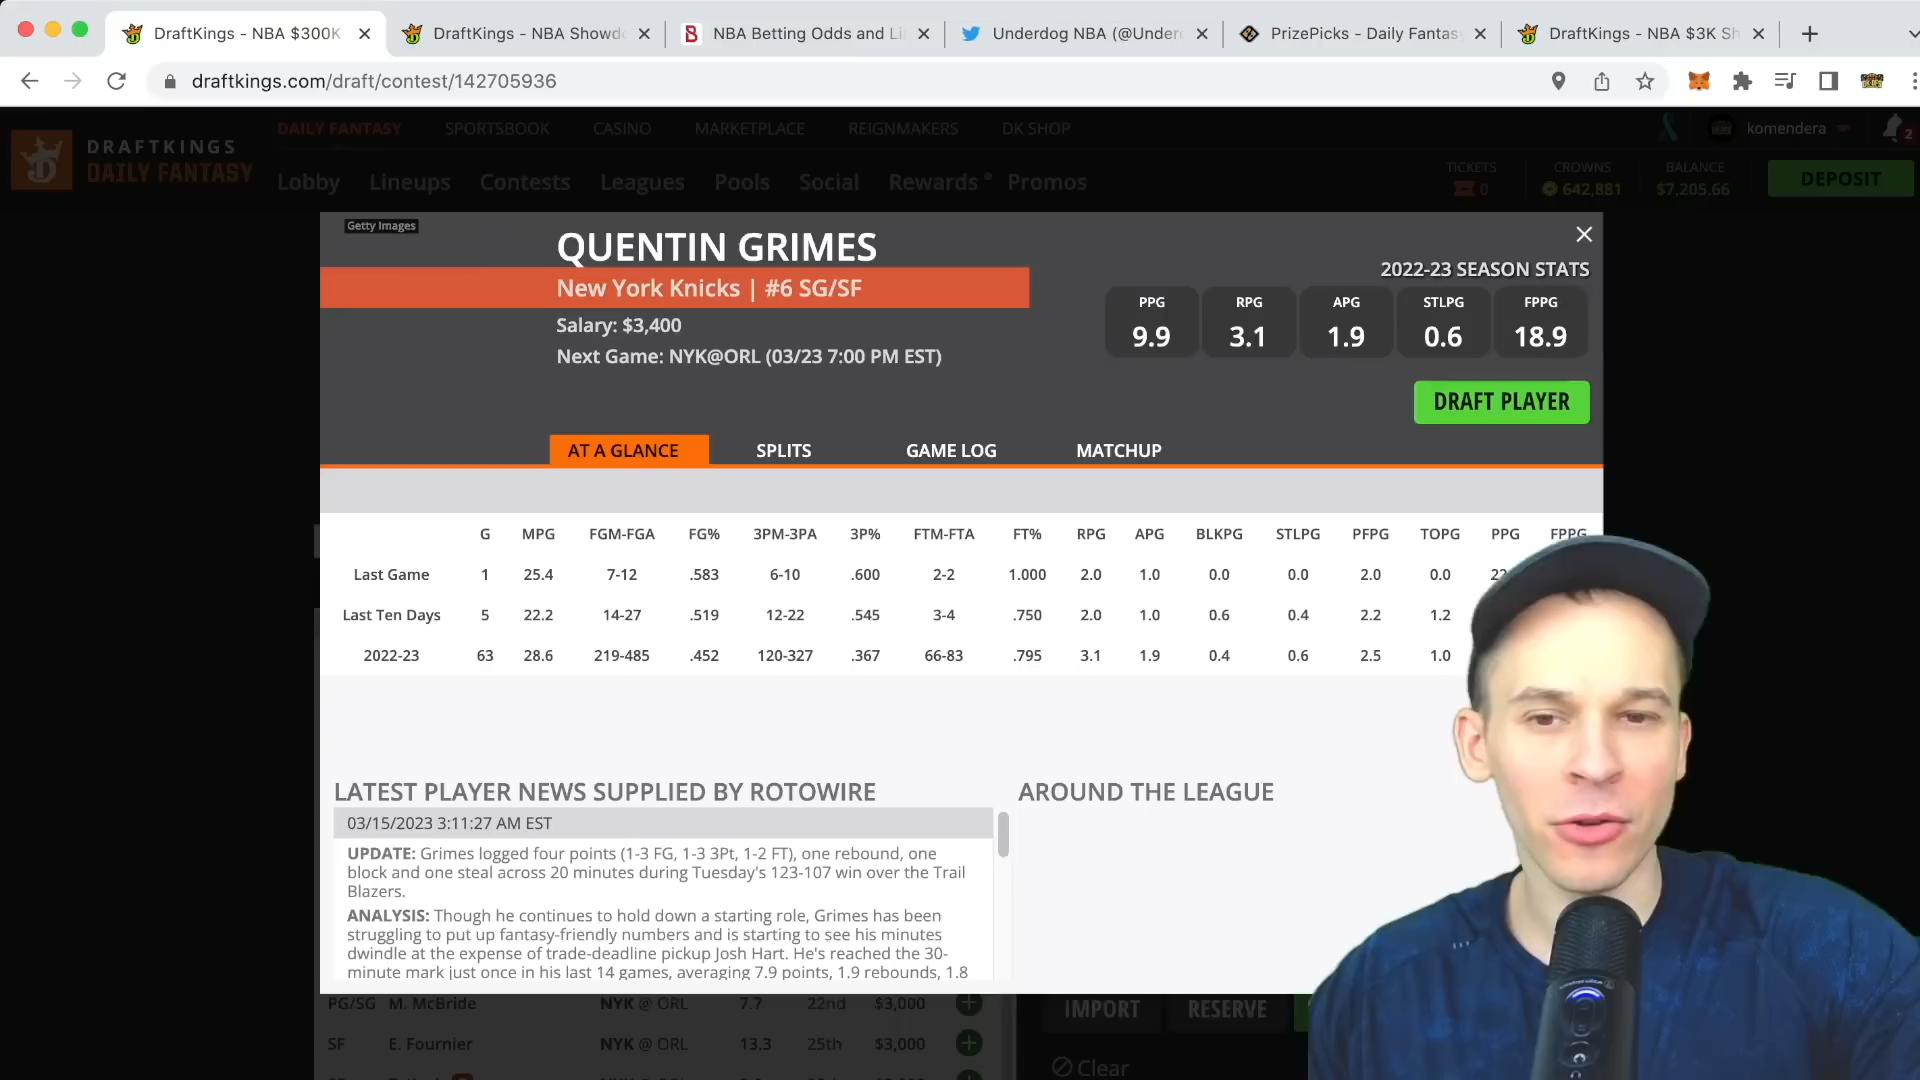 DraftKings - NBA $300K
DraftKings - NBA Showd
NBA Betting Odds and Li
Underdog NBA (@Under
PrizePicks - Daily Fantas
DraftKings - NBA $3K Sh
draftkings.com/draft/contest/142705936
DAILY FANTASY SPORTSBOOK CASINO MARKETPLACE REIGNMAKERS DK SHOP
komendera
2
DRAFTKINGS
DAILY FANTASY
Lobby Lineups Contests Leagues Pools Social Rewards Promos
TICKETS CROWNS BALANCE
0 642,881 $7,205.66
DEPOSIT
Getty Images
QUENTIN GRIMES
New York Knicks | #6 SG/SF
Salary: $3,400
Next Game: NYK@ORL (03/23 7:00 PM EST)
2022-23 SEASON STATS
PPG RPG APG STLPG FPPG
9.9 3.1 1.9 0.6 18.9
DRAFT PLAYER
AT A GLANCE SPLITS GAME LOG MATCHUP
G MPG FGM-FGA FG% 3PM-3PA 3P% FTM-FTA FT% RPG APG BLKPG STLPG PFPG TOPG PPG FPPG
Last Game 1 25.4 7-12 .583 6-10 .600 2-2 1.000 2.0 1.0 0.0 0.0 2.0 0.0
Last Ten Days 5 22.2 14-27 .519 12-22 .545 3-4 .750 2.0 1.0 0.6 0.4 2.2 1.2
2022-23 63 28.6 219-485 .452 120-327 .367 66-83 .795 3.1 1.9 0.4 0.6 2.5 1.0
LATEST PLAYER NEWS SUPPLIED BY ROTOWIRE
AROUND THE LEAGUE
03/15/2023 3:11:27 AM EST
UPDATE: Grimes logged four points (1-3 FG, 1-3 3Pt, 1-2 FT), one rebound, one
block and one steal across 20 minutes during Tuesday's 123-107 win over the Trail
Blazers.
ANALYSIS: Though he continues to hold down a starting role, Grimes has been
struggling to put up fantasy-friendly numbers and is starting to see his minutes
dwindle at the expense of trade-deadline pickup Josh Hart. He's reached the 30-
minute mark just once in his last 14 games, averaging 7.9 points, 1.9 rebounds, 1.8
PG/SG M. McBride NYK @ ORL 7.7 22nd $3,000
SF E. Fournier NYK @ ORL 13.3 25th $3,000
IMPORT RESERVE
Clear